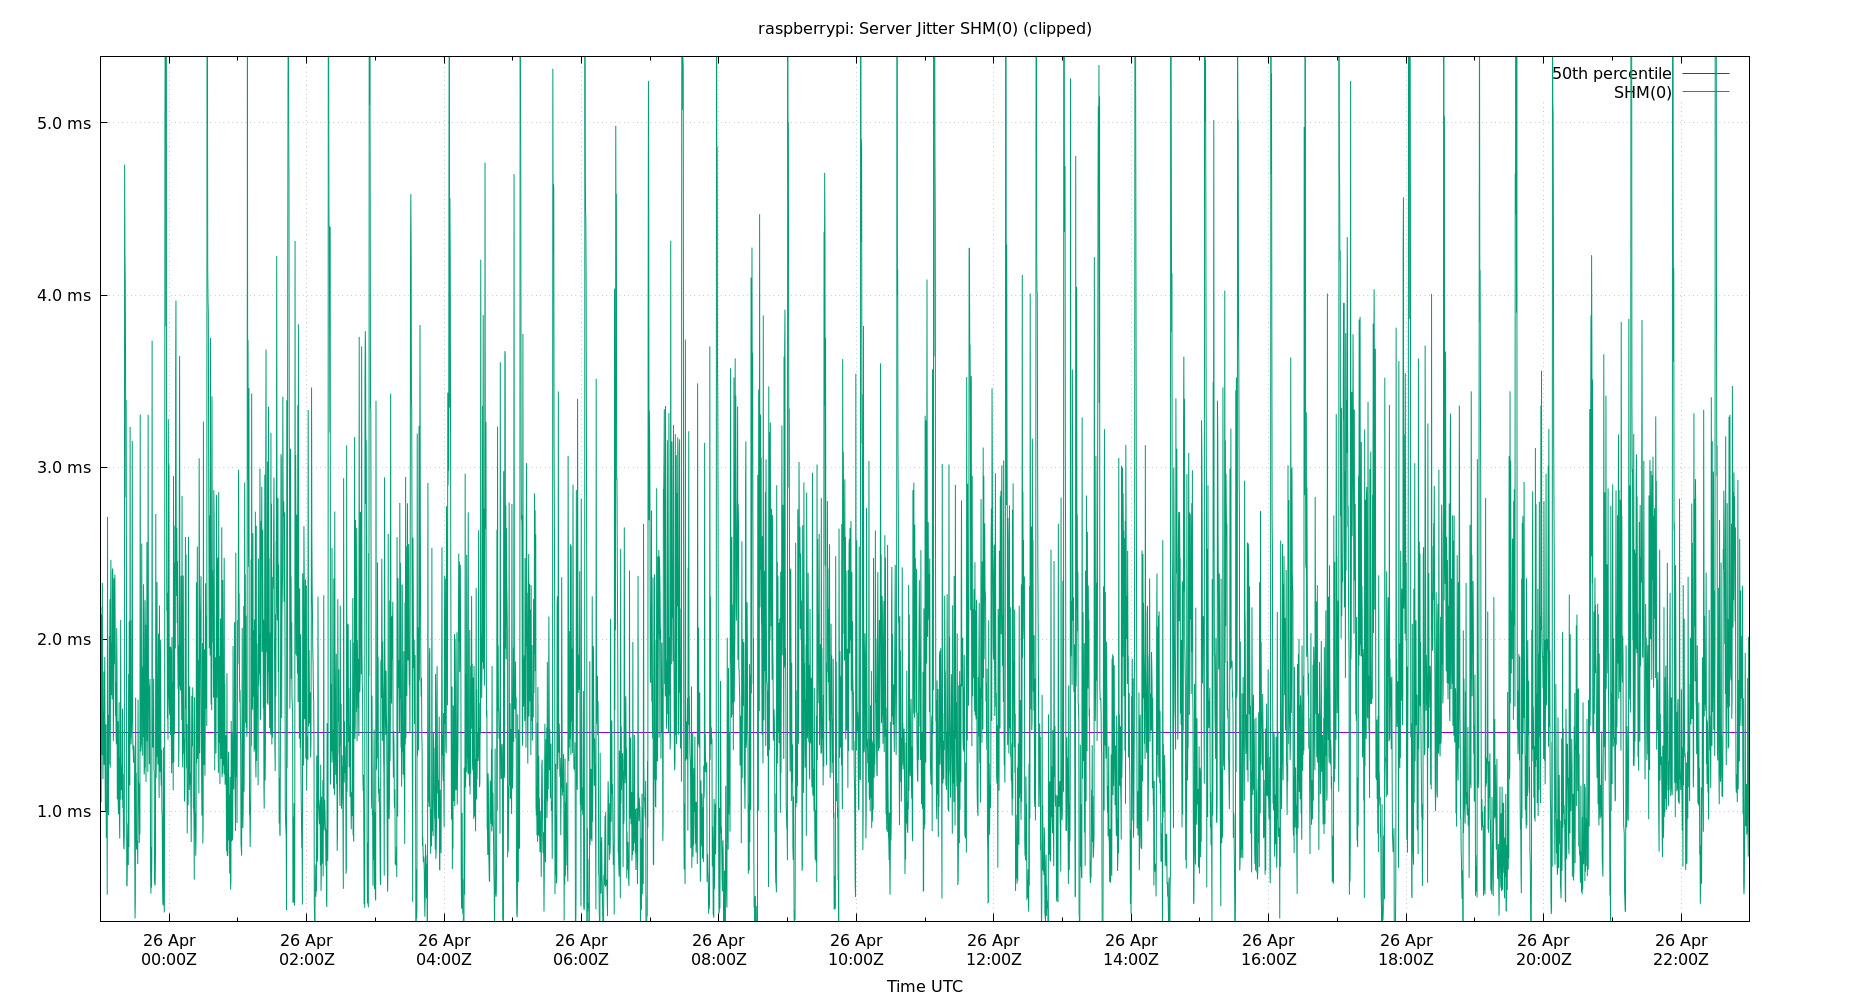 raspberrypi: Server Jitter SHM(0) (clipped)
50th percentile
SHM(0)
5.0 ms
4.0 ms
3.0 ms
2.0 ms
1.0 ms
26 Apr 26 Apr 26 Apr 26 Apr 26 Apr 26 Apr 26 Apr 26 Apr 26 Apr 26 Apr 26 Apr 26 Apr
00:00Z 02:00Z 04:00Z 06:00Z 08:00Z 10:00Z 12:00Z 14:00Z 16:00Z 18:00Z 20:00Z 22:00Z
Time UTC